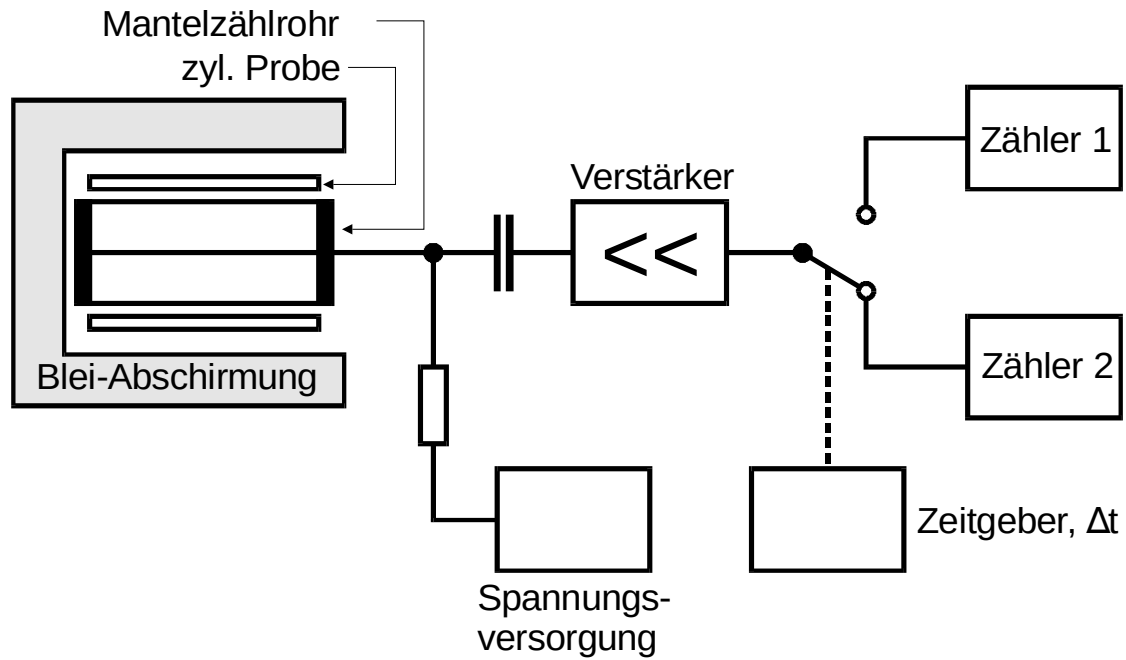 Mantelzählrohr
zyl. Probe
Zähler 1
Verstärker
<<
Blei-Abschirmung
Zähler 2
Zeitgeber, Δt
Spannungs-
versorgung